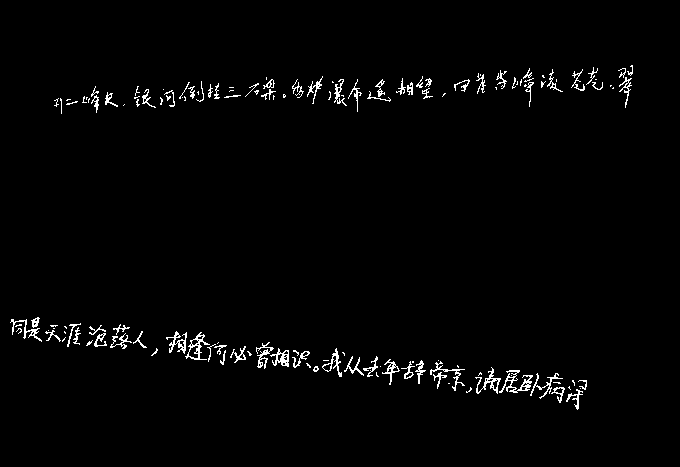 开二峰长,银河倒挂三石梁。香炉瀑布遥相望,回崖沓嶂凌苍苍。翠
同是天涯沦落人,相逢何必曾相识。我从去年辞帝京,谪居卧病浔